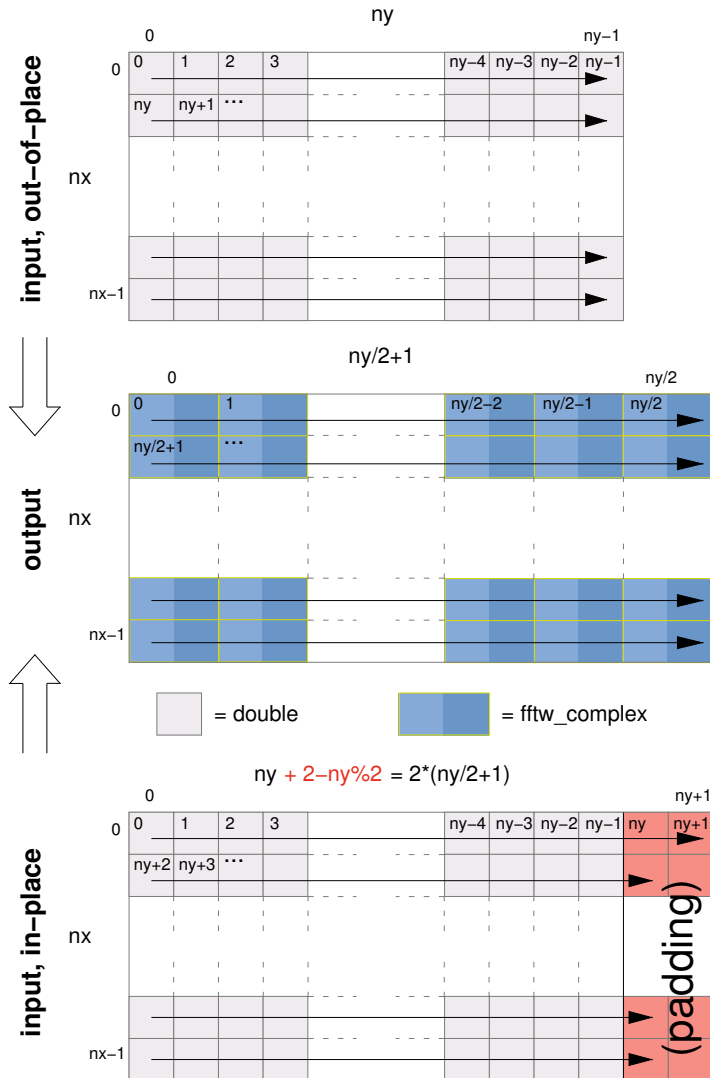 ny
0 ny−1
0 0 1 2 3 ny−4 ny−3 ny−2 ny−1
ny ny+1 ...
nx
nx−1
input, out−of−place
ny/2+1
0 ny/2
0 0 1 ny/2−2 ny/2−1 ny/2
ny/2+1 ...
nx
nx−1
output
= double = fftw_complex
ny + 2−ny%2 = 2*(ny/2+1)
0 ny+1
0 0 1 2 3 ny−4 ny−3 ny−2 ny−1 ny ny+1
ny+2 ny+3 ...
nx
nx−1
input, in−place
(padding)